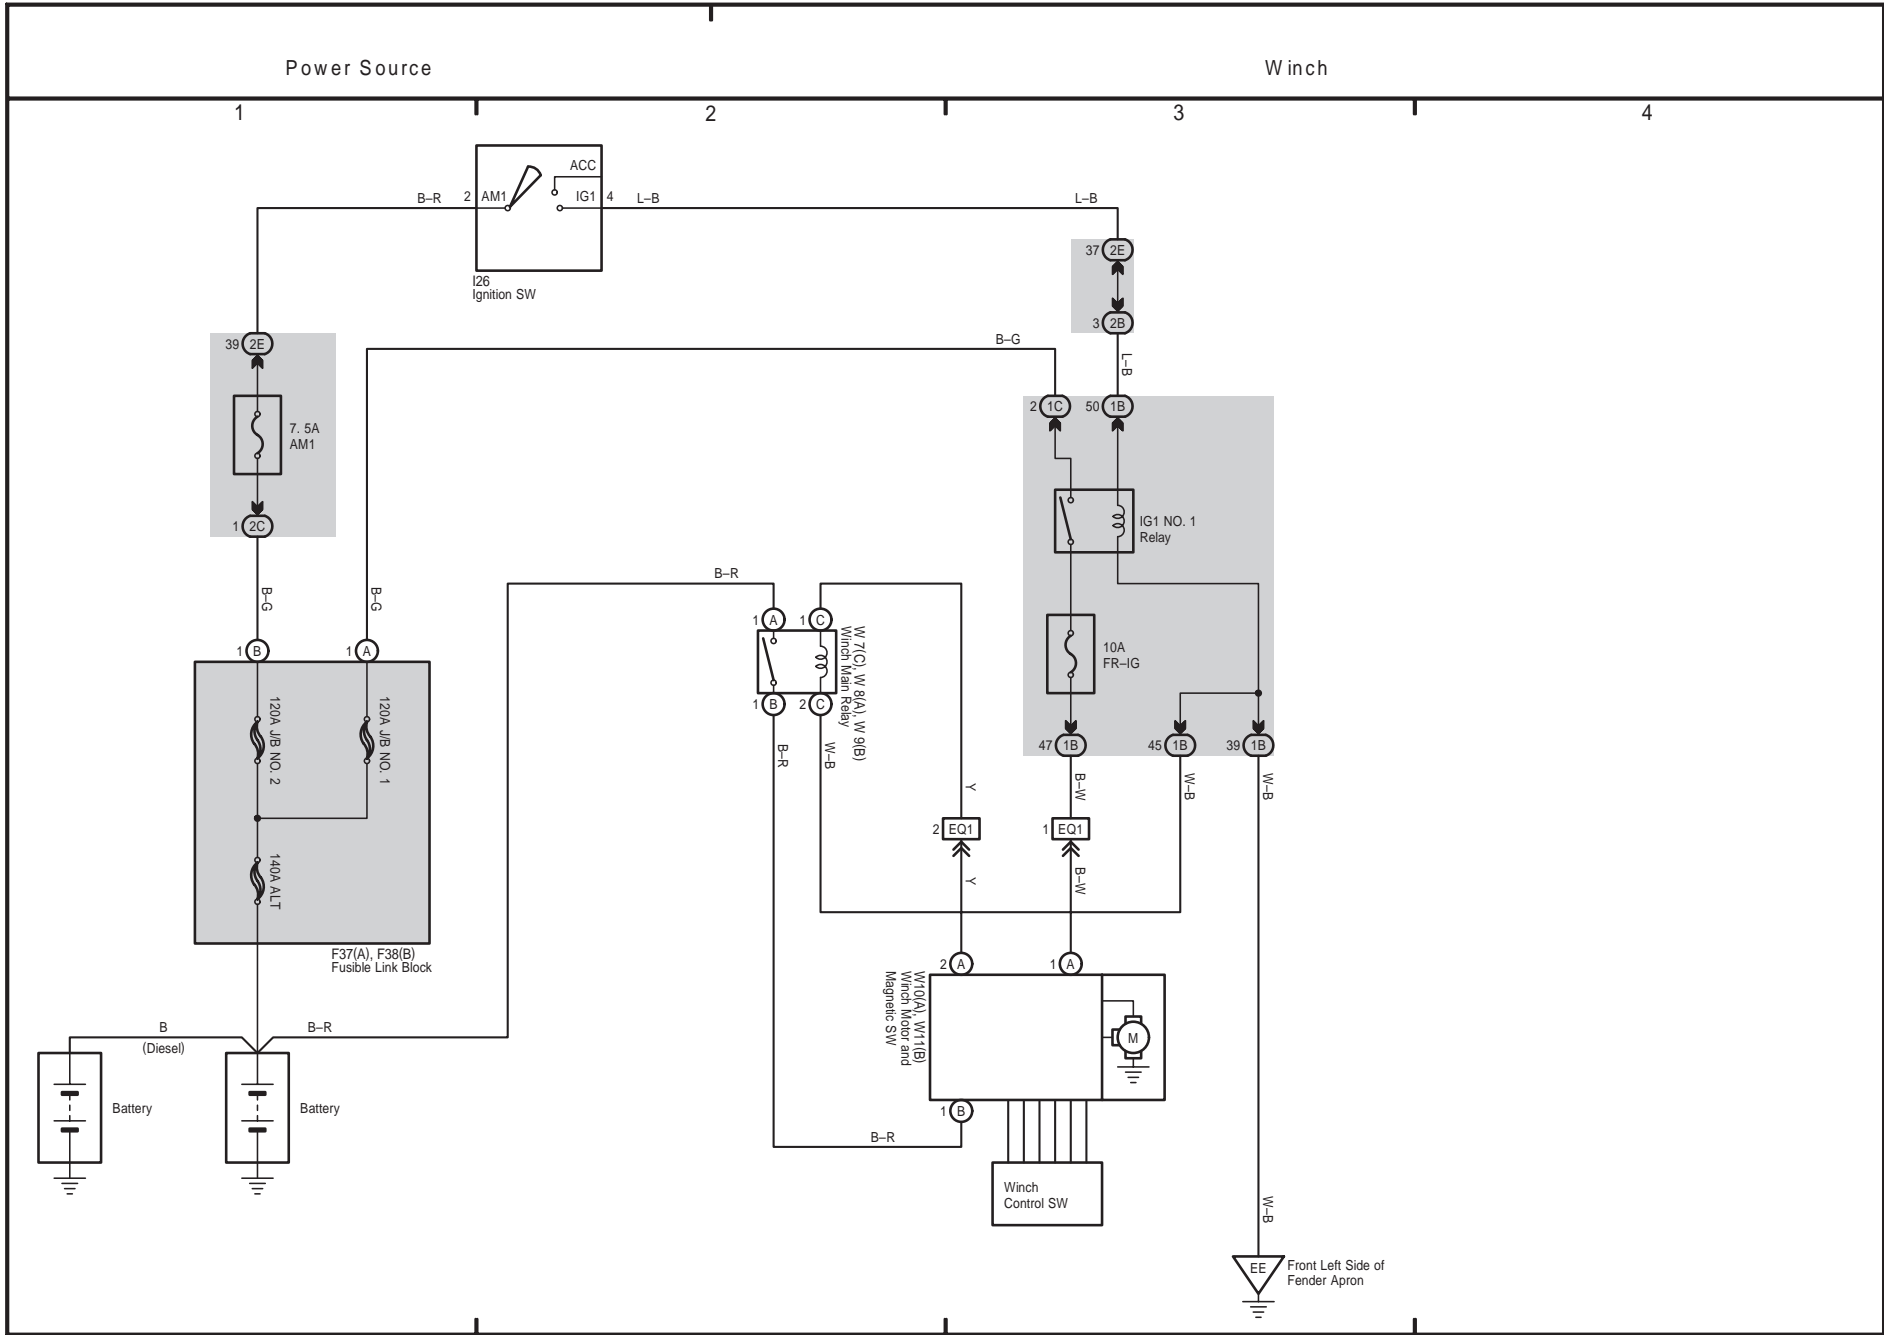 Power Source
Winch
1
2
3
4
ACC
B–R
2
AM1
IG1
4
L–B
L–B
I26
Ignition SW
37
2E
3
2B
L–B
39
2E
7. 5A
AM1
1
2C
B–G
B–G
B–G
2
1C
50
1B
IG1 NO. 1
Relay
10A
FR–IG
47
1B
45
1B
39
1B
B–W
W–B
W–B
1
B
1
A
120A J/B NO. 2
120A J/B NO. 1
140A ALT
F37(A), F38(B)
Fusible Link Block
B–R
1
A
1
C
1
B
2
C
W 7(C), W 8(A), W 9(B)
Winch Main Relay
B–R
W–B
Y
2
EQ1
Y
1
EQ1
B–W
2
A
1
A
W10(A), W11(B)
Winch Motor and
Magnetic SW
M
1
B
B–R
Winch
Control SW
B
(Diesel)
B–R
Battery
Battery
W–B
EE
Front Left Side of
Fender Apron